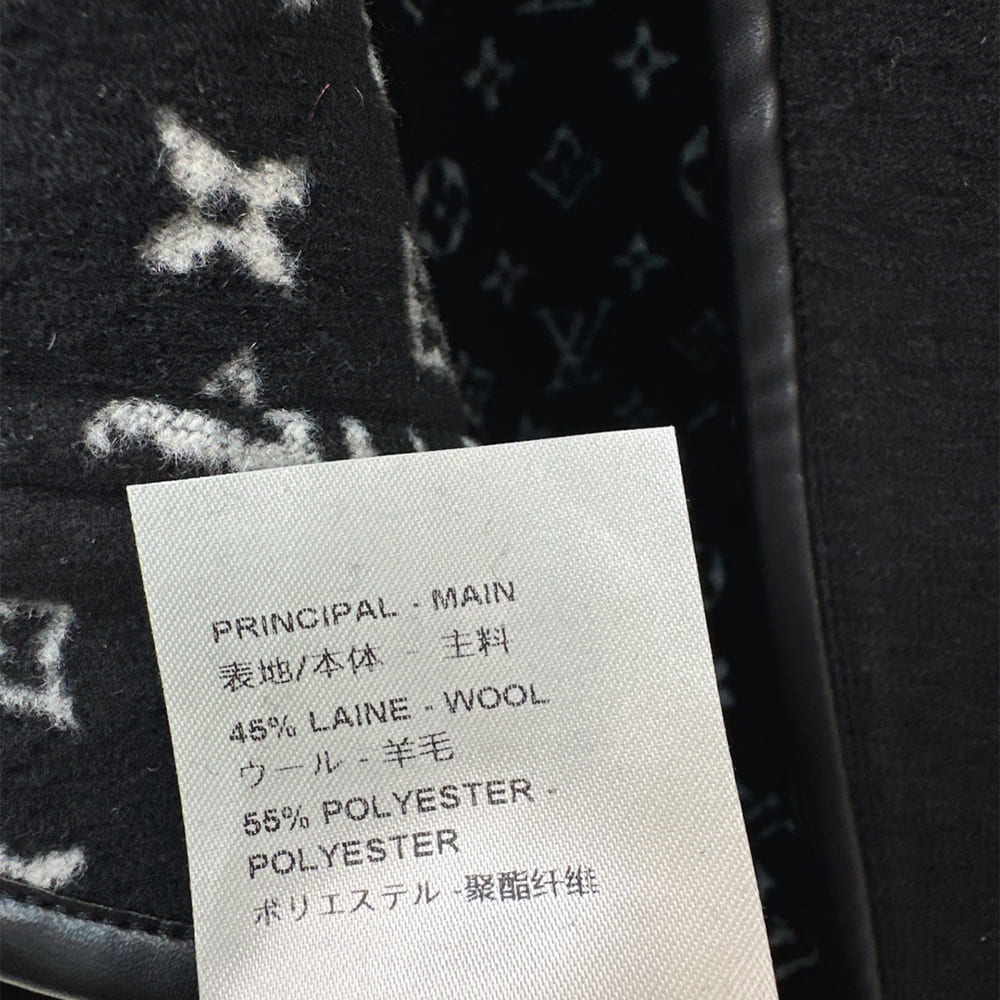 PRINCIPAL - MAIN
表地/本体 - 主料
45% LAINE - WOOL
ウール - 羊毛
55% POLYESTER -
POLYESTER
ポリエステル -聚酯纤维